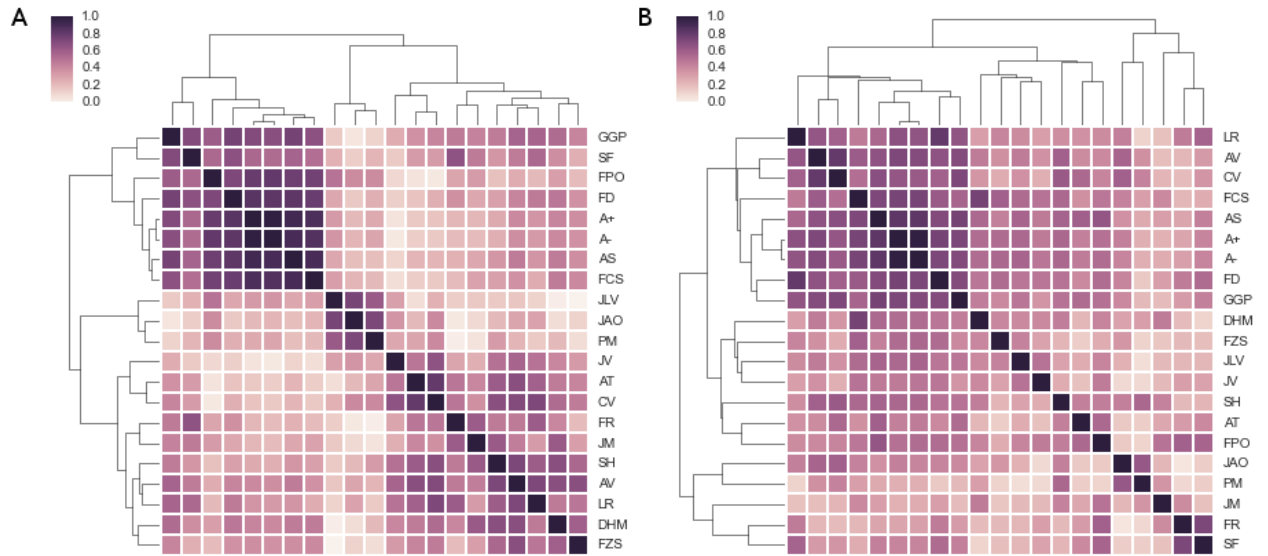 A
1.0
0.8
0.6
0.4
0.2
0.0
GGP
SF
FPO
FD
A+
A-
AS
FCS
JLV
JAO
PM
JV
AT
CV
FR
JM
SH
AV
LR
DHM
FZS
B
1.0
0.8
0.6
0.4
0.2
0.0
LR
AV
CV
FCS
AS
A+
A-
FD
GGP
DHM
FZS
JLV
JV
SH
AT
FPO
JAO
PM
JM
FR
SF